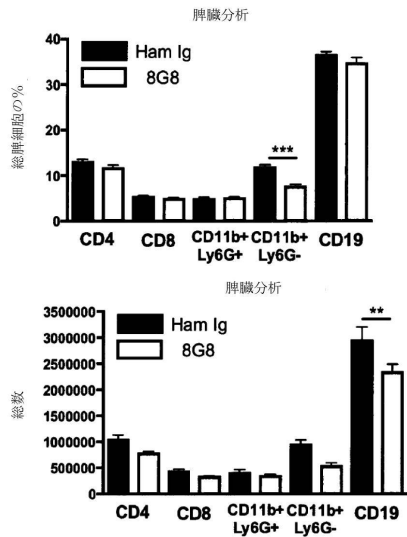 脾臓分析
総脾細胞の%
40
30
20
10
0
Ham Ig
8G8
***
CD4
CD8
CD11b+
Ly6G+
CD11b+
Ly6G-
CD19
脾臓分析
総数
3500000
3000000
2500000
2000000
1500000
1000000
500000
0
Ham Ig
8G8
**
CD4
CD8
CD11b+
Ly6G+
CD11b+
Ly6G-
CD19